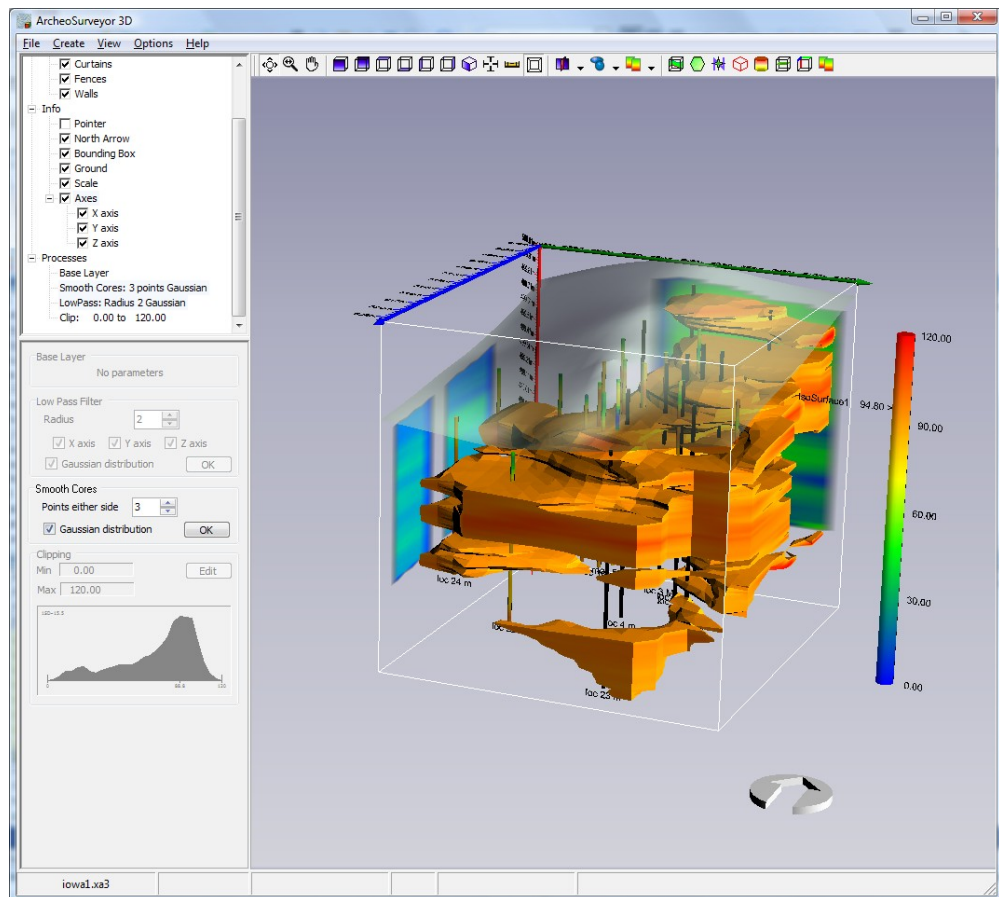 ArcheoSurveyor 3D
File Create View Options Help
Curtains
Fences
Walls
Info
Pointer
North Arrow
Bounding Box
Ground
Scale
Axes
X axis
Y axis
Z axis
Processes
Base Layer
Smooth Cores: 3 points Gaussian
LowPass: Radius 2 Gaussian
Clip: 0.00 to 120.00
Base Layer
No parameters
Low Pass Filter
Radius 2
X axis Y axis Z axis
Gaussian distribution OK
Smooth Cores
Points either side 3
Gaussian distribution OK
Clipping
Min 0.00 Edit
Max 120.00
0 120
120.00
IsoSurface1 94.80 >
90.00
60.00
30.00
0.00
loc 24 m
loc 4 m
loc 23 m
iowa1.xa3